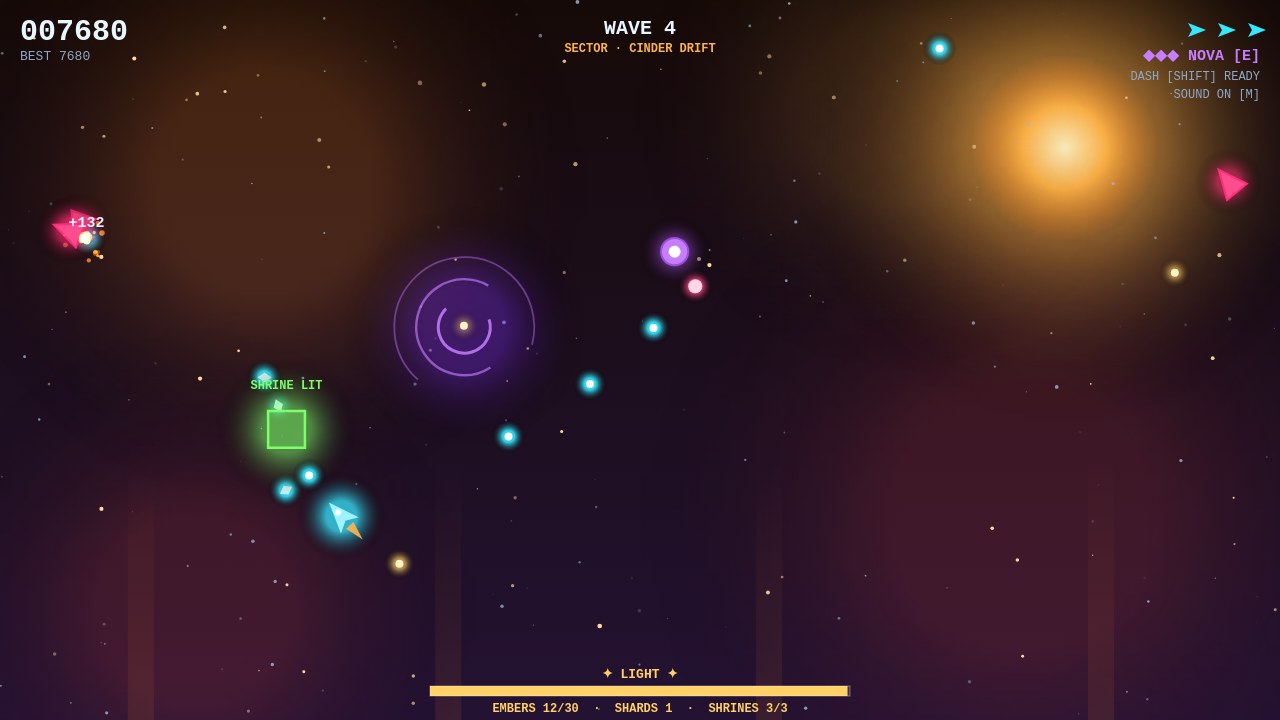 007680
BEST 7680
WAVE 4
SECTOR · CINDER DRIFT
NOVA [E]
DASH [SHIFT] READY
SOUND ON [M]
+132
SHRINE LIT
✦ LIGHT ✦
EMBERS 12/30 · SHARDS 1 · SHRINES 3/3